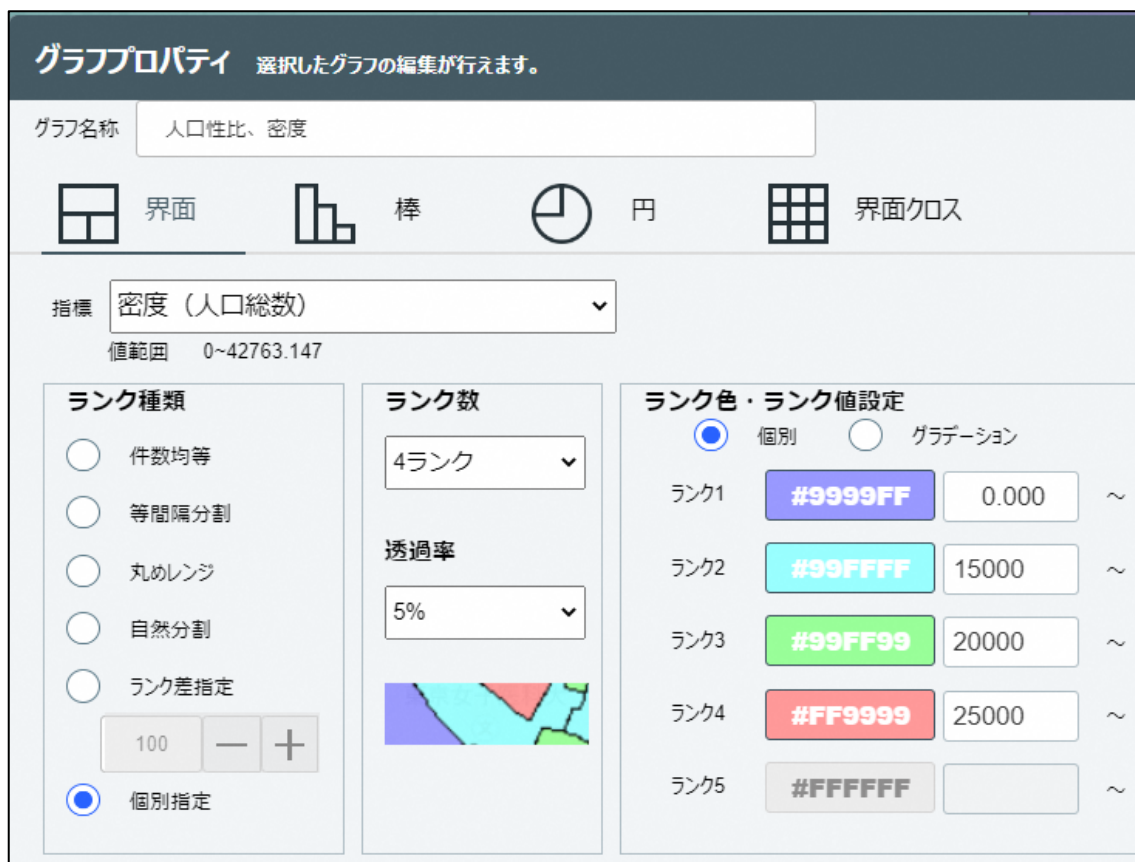 グラフプロパティ 選択したグラフの編集が行えます。
グラフ名称 人口性比、密度
界面 棒 円 界面クロス
指標 密度（人口総数）
値範囲 0~42763.147
ランク種類
件数均等
等間隔分割
丸めレンジ
自然分割
ランク差指定
100 — +
個別指定
ランク数
4ランク
透過率
5%
ランク色・ランク値設定
個別 グラデーション
ランク1 #9999FF 0.000 ～
ランク2 #99FFFF 15000 ～
ランク3 #99FF99 20000 ～
ランク4 #FF9999 25000 ～
ランク5 #FFFFFF ～